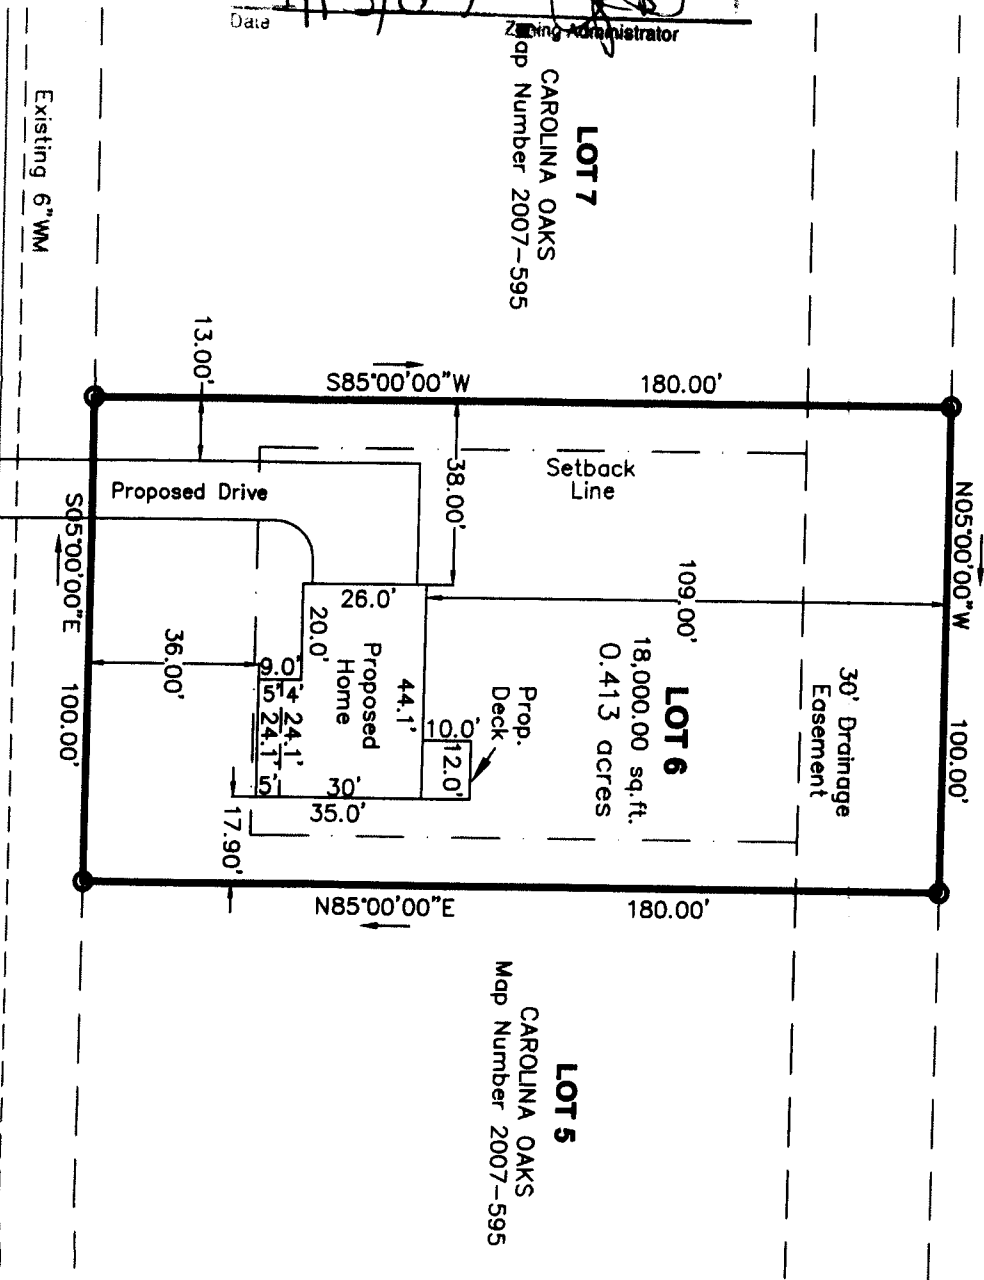 Date
Zoning Administrator
LOT 7
CAROLINA OAKS
Map Number 2007-595
Existing 6"WM
13.00'
S85°00'00"W
180.00'
38.00'
Setback
Line
Proposed Drive
S05°00'00"E
100.00'
N05°00'00"W
100.00'
109.00'
30' Drainage
Easement
LOT 6
18,000.00 sq.ft.
0.413 acres
26.0'
20.0'
Proposed
Home
44.1'
Prop.
Deck
10.0'
12.0'
36.00'
9.0'
5'
4'
24.1'
24.1'
5'
30'
35.0'
17.90'
N85°00'00"E
180.00'
LOT 5
CAROLINA OAKS
Map Number 2007-595